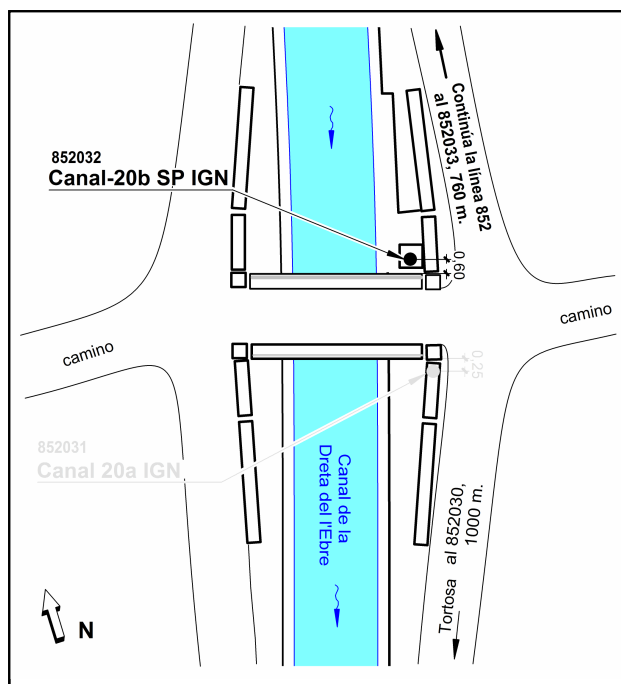 852032
Canal-20b SP IGN
Continúa la línea 852
al 852033, 760 m.
0,60
camino
camino
0,25
852031
Canal 20a IGN
Canal de la
Dreta del l'Ebre
Tortosa al 852030,
1000 m.
N